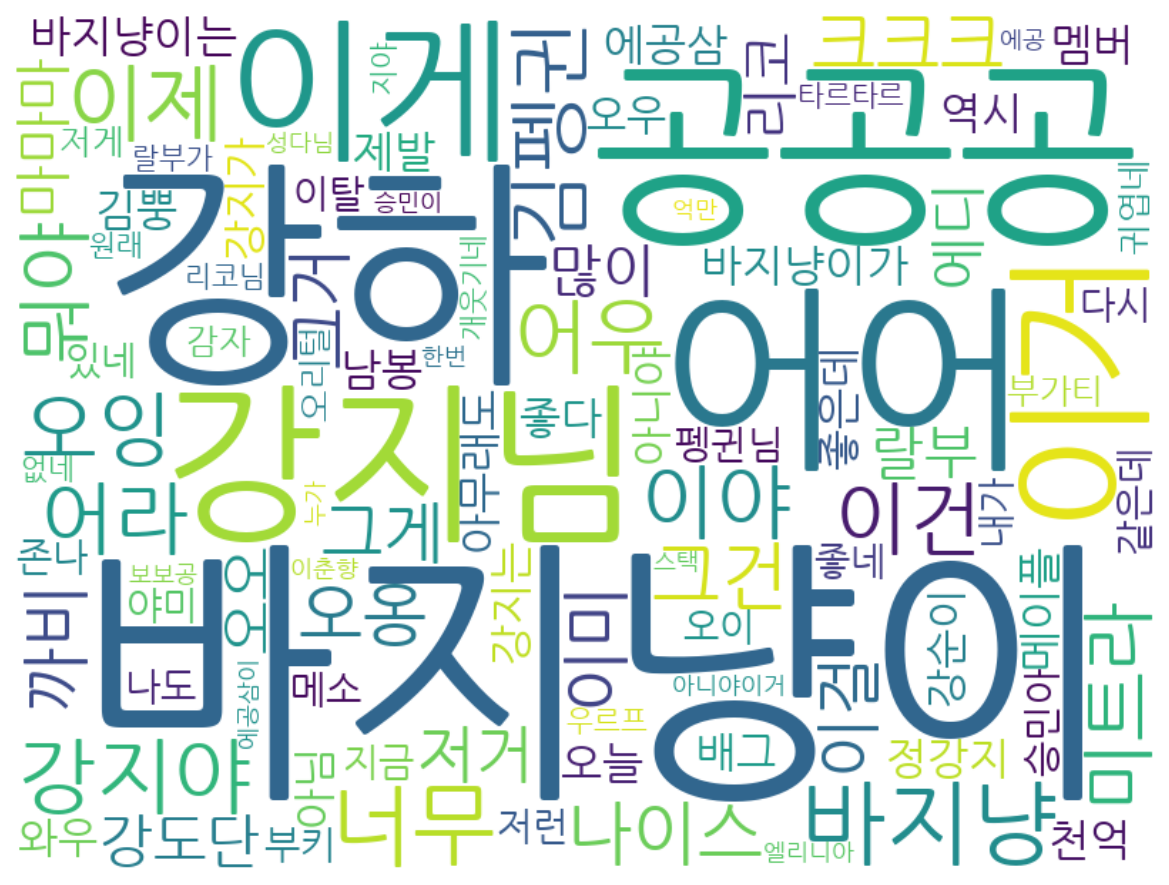 바지냥이는
이게
지야
김펭귄
에공삼
리코
크크크
에공
멤버
이제
마마마
공공공
오우
타르타르
역시
저게
랄부가
강지가
성다님
제발
이탈
승민이
억만
에디
귀엽네
김뿡
원래
강하
리코님
그거
개웃기네
많이
바지냥이가
이거
다시
뭐야
있네
감자
오리털
남봉
한번
어우
아니야
어어
좋은데
부가티
오잉
없네
강지님
누가
아무래도
좋다
펭귄님
랄부
같은데
어라
그게
이야
이건
내가
존나
보보공
야미
오오
이춘향
오옹
강지는
이미
스택
그건
좋네
강순이
메이플
까비
바지냥이
나도
에공삼이
메소
오이
아니야이거
이걸
승민아
미트라
우르프
강지야
아님
지금
저거
오늘
배그
정강지
와우
강도단
부키
너무
저런
나이스
엘리니아
바지냥
천억